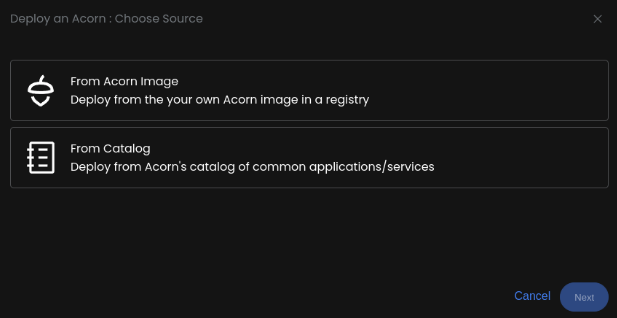 Deploy an Acorn : Choose Source
From Acorn Image
Deploy from the your own Acorn image in a registry
From Catalog
Deploy from Acorn's catalog of common applications/services
Cancel
Next